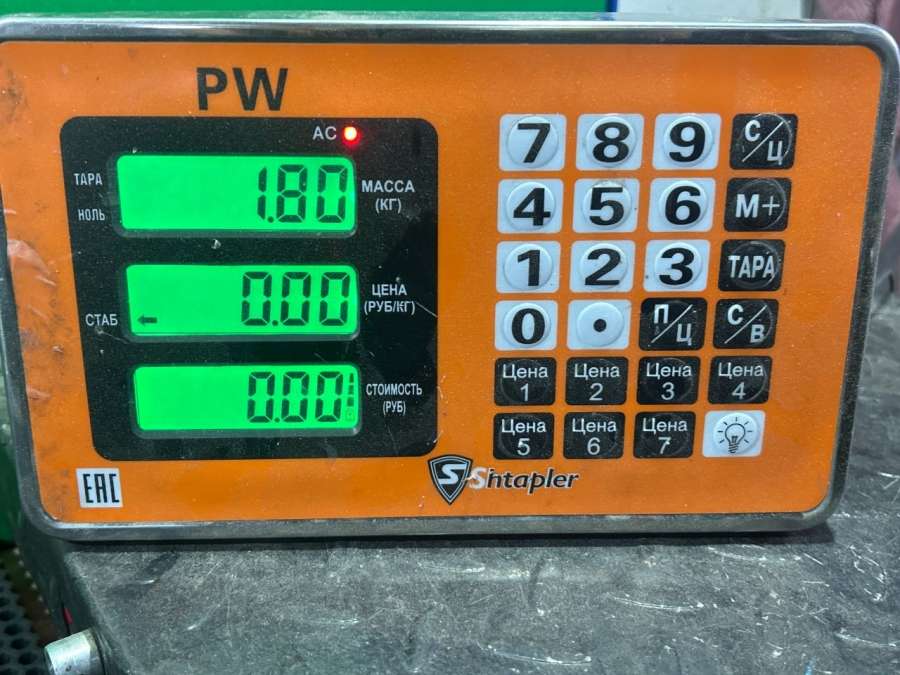 PW
AC
ТАРА
НОЛЬ
1.80
МАССА
(КГ)
СТАБ
0.00
ЦЕНА
(РУБ/КГ)
0.00
СТОИМОСТЬ
(РУБ)
7 8 9 С/Ц
4 5 6 М+
1 2 3 ТАРА
0 . П/Ц С/В
Цена 1 Цена 2 Цена 3 Цена 4
Цена 5 Цена 6 Цена 7
EAC
S Shtapler